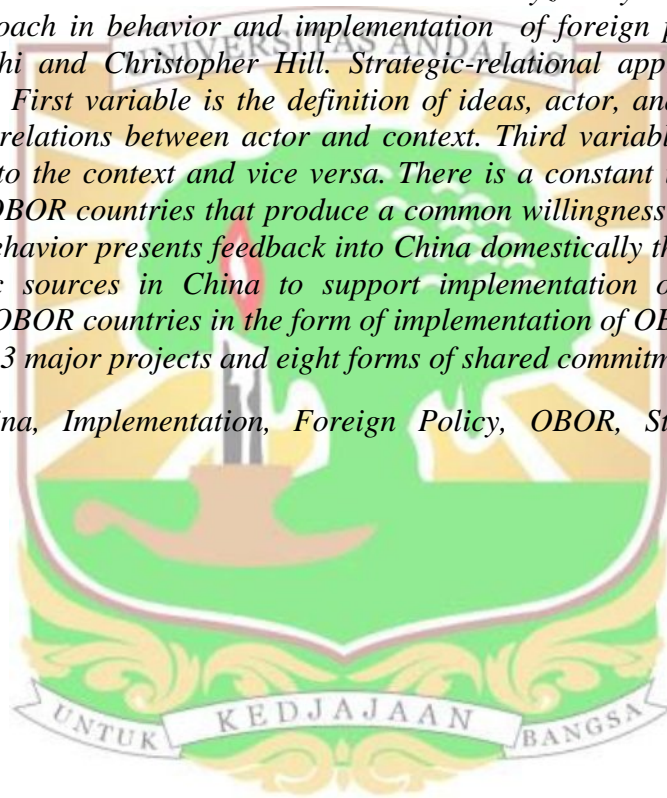 oach in behavior and implementation of foreign p
UNIVERSITAS ANDALAS
hi and Christopher Hill. Strategic-relational app
First variable is the definition of ideas, actor, and
relations between actor and context. Third variabl
to the context and vice versa. There is a constant
OBOR countries that produce a common willingness
ehavior presents feedback into China domestically th
c sources in China to support implementation o
OBOR countries in the form of implementation of OB
3 major projects and eight forms of shared commitm
ina, Implementation, Foreign Policy, OBOR, St
UNTUK KEDJAJAAN BANGSA